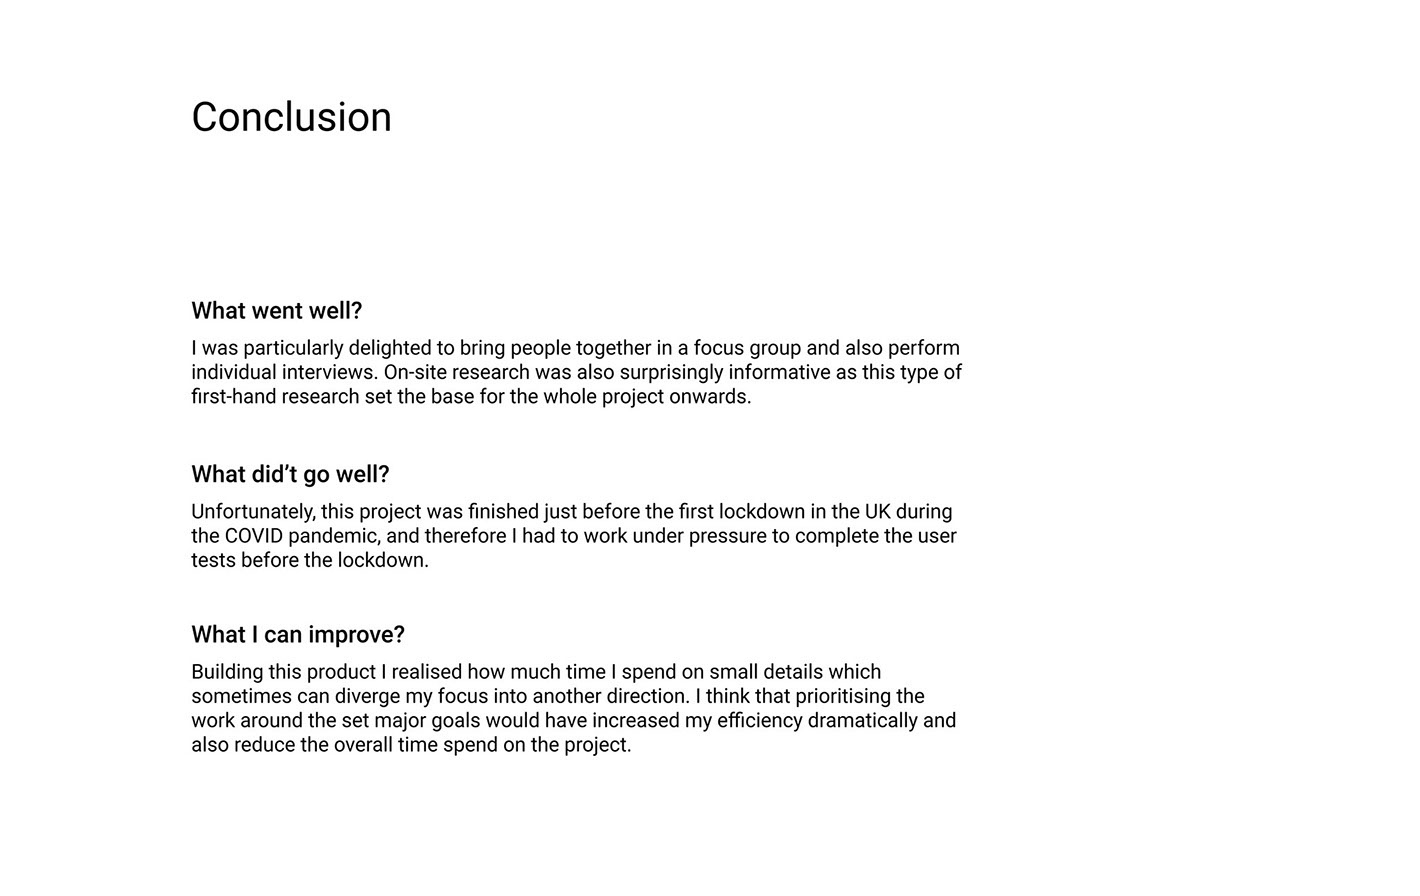 Conclusion
What went well?
I was particularly delighted to bring people together in a focus group and also perform
individual interviews. On-site research was also surprisingly informative as this type of
first-hand research set the base for the whole project onwards.
What did’t go well?
Unfortunately, this project was finished just before the first lockdown in the UK during
the COVID pandemic, and therefore I had to work under pressure to complete the user
tests before the lockdown.
What I can improve?
Building this product I realised how much time I spend on small details which
sometimes can diverge my focus into another direction. I think that prioritising the
work around the set major goals would have increased my efficiency dramatically and
also reduce the overall time spend on the project.